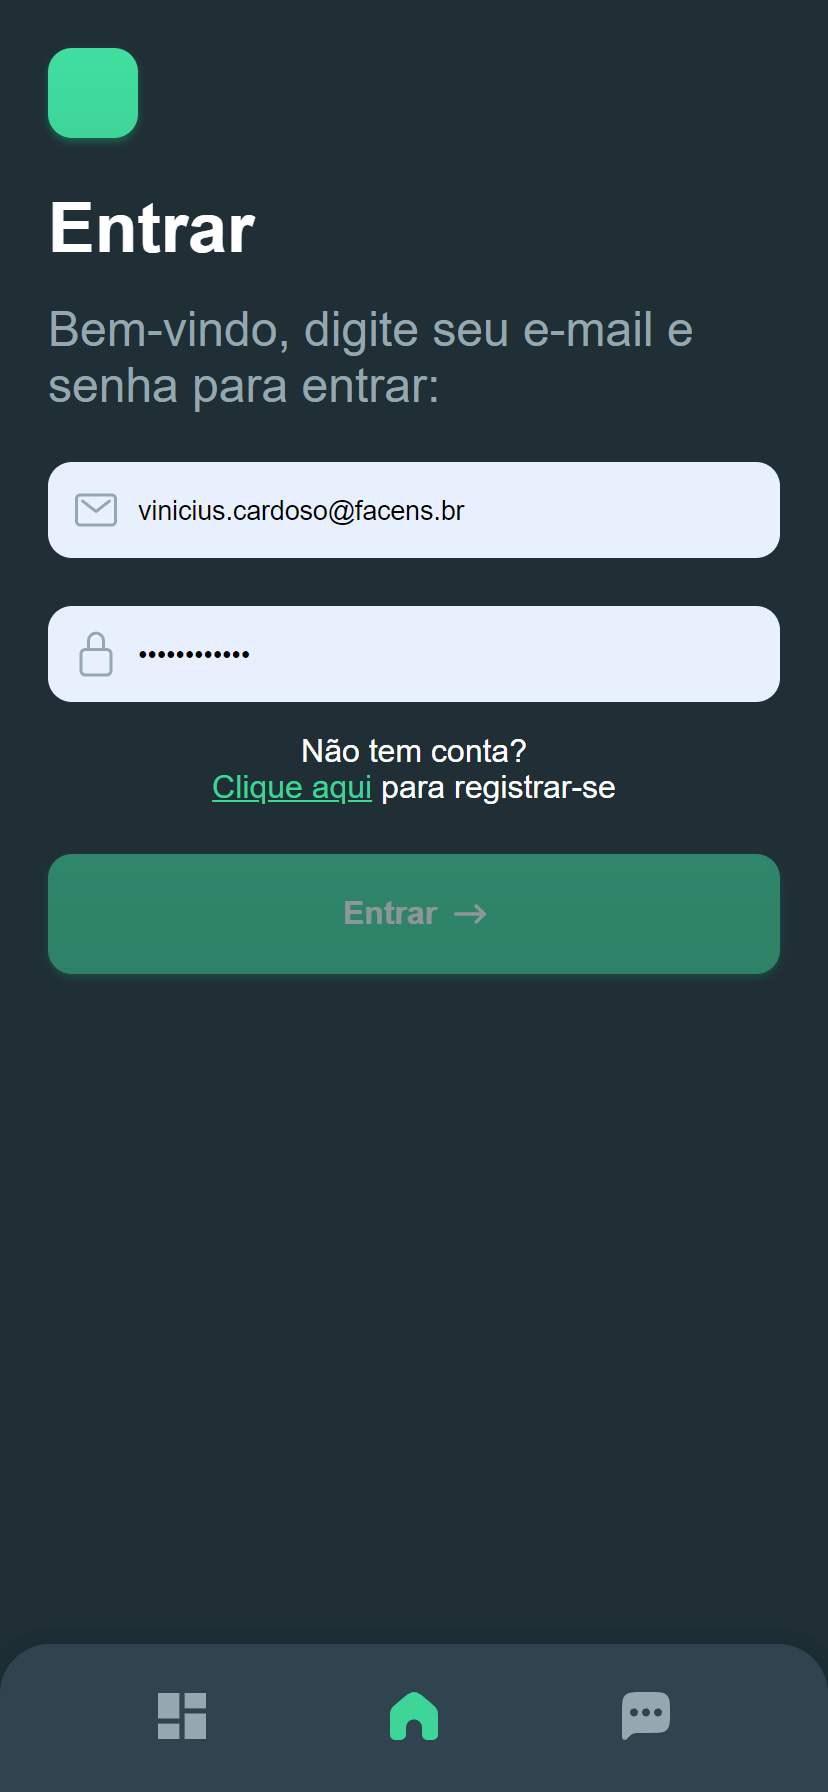 Entrar
Bem-vindo, digite seu e-mail e
senha para entrar:
vinicius.cardoso@facens.br
••••••••••••
Não tem conta?
Clique aqui para registrar-se
Entrar →